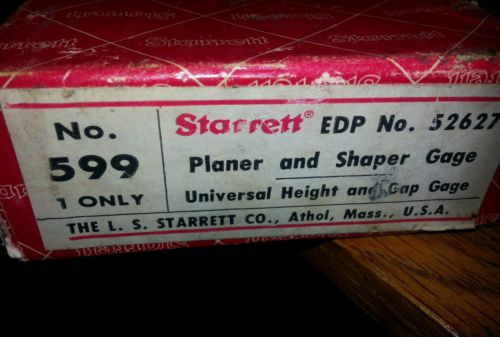 Starrett
No. 599 1 ONLY
Starrett® EDP No. 52627
Planer and Shaper Gage
Universal Height and Gap Gage
THE L. S. STARRETT CO., Athol, Mass., U.S.A.